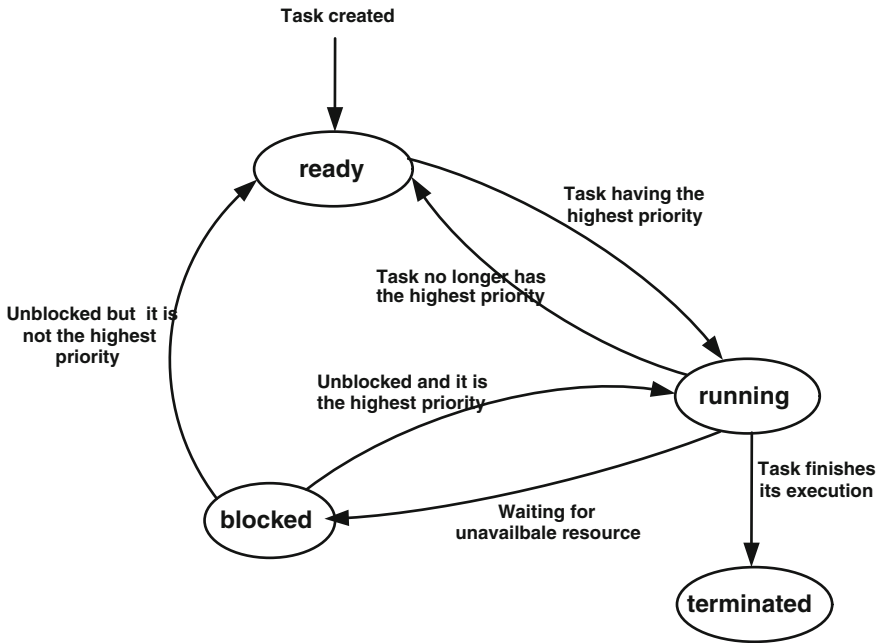 Task created
ready
Task having the
highest priority
Task no longer has
the highest priority
Unblocked but it is
not the highest
priority
Unblocked and it is
the highest priority
running
Task finishes
its execution
blocked
Waiting for
unavailbale resource
terminated